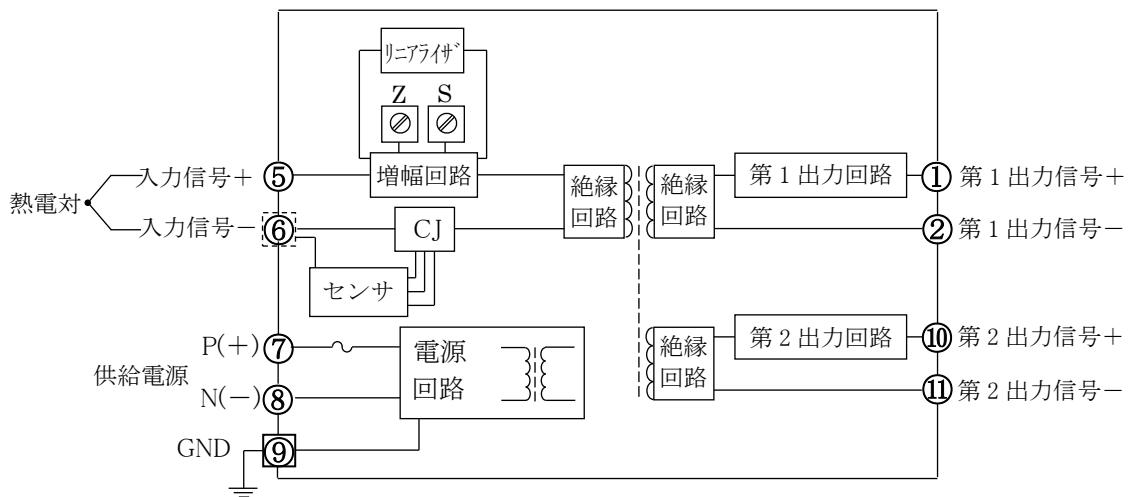 リニアライザ
Z
S
増幅回路
熱電対
入力信号+
⑤
入力信号−
⑥
CJ
センサ
絶縁
回路
絶縁
回路
第1出力回路
① 第1出力信号+
② 第1出力信号−
供給電源
P(+)
⑦
N(−)
⑧
GND
⑨
電源
回路
絶縁
回路
第2出力回路
⑩ 第2出力信号+
⑪ 第2出力信号−